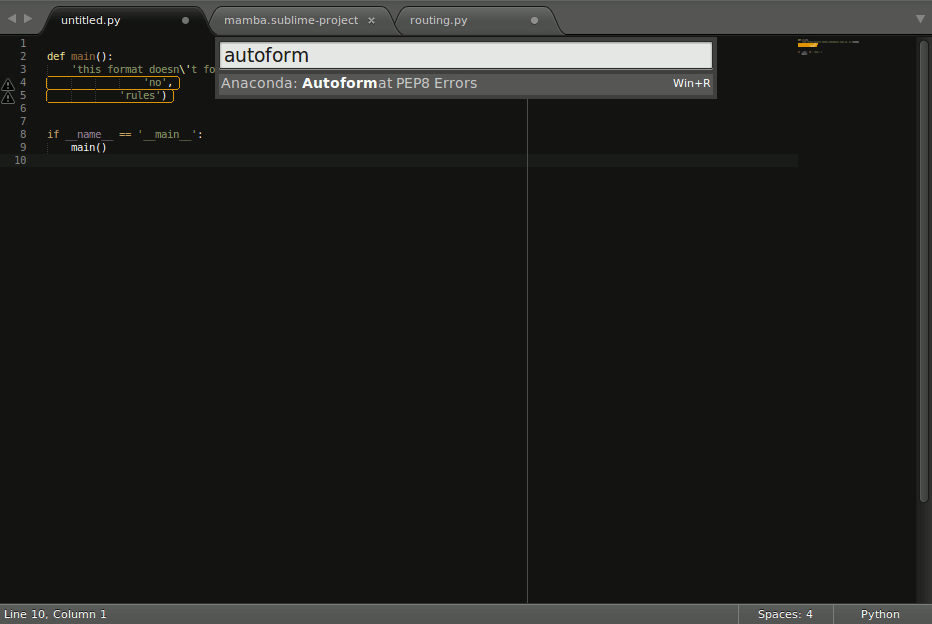 untitled.py mamba.sublime-project × routing.py
autoform
Anaconda: Autoformat PEP8 Errors Win+R
1
2 def main():
3 'this format doesn\'t fo
4 'no',
5 'rules')
6
7
8 if __name__ == '__main__':
9 main()
10
Line 10, Column 1 Spaces: 4 Python